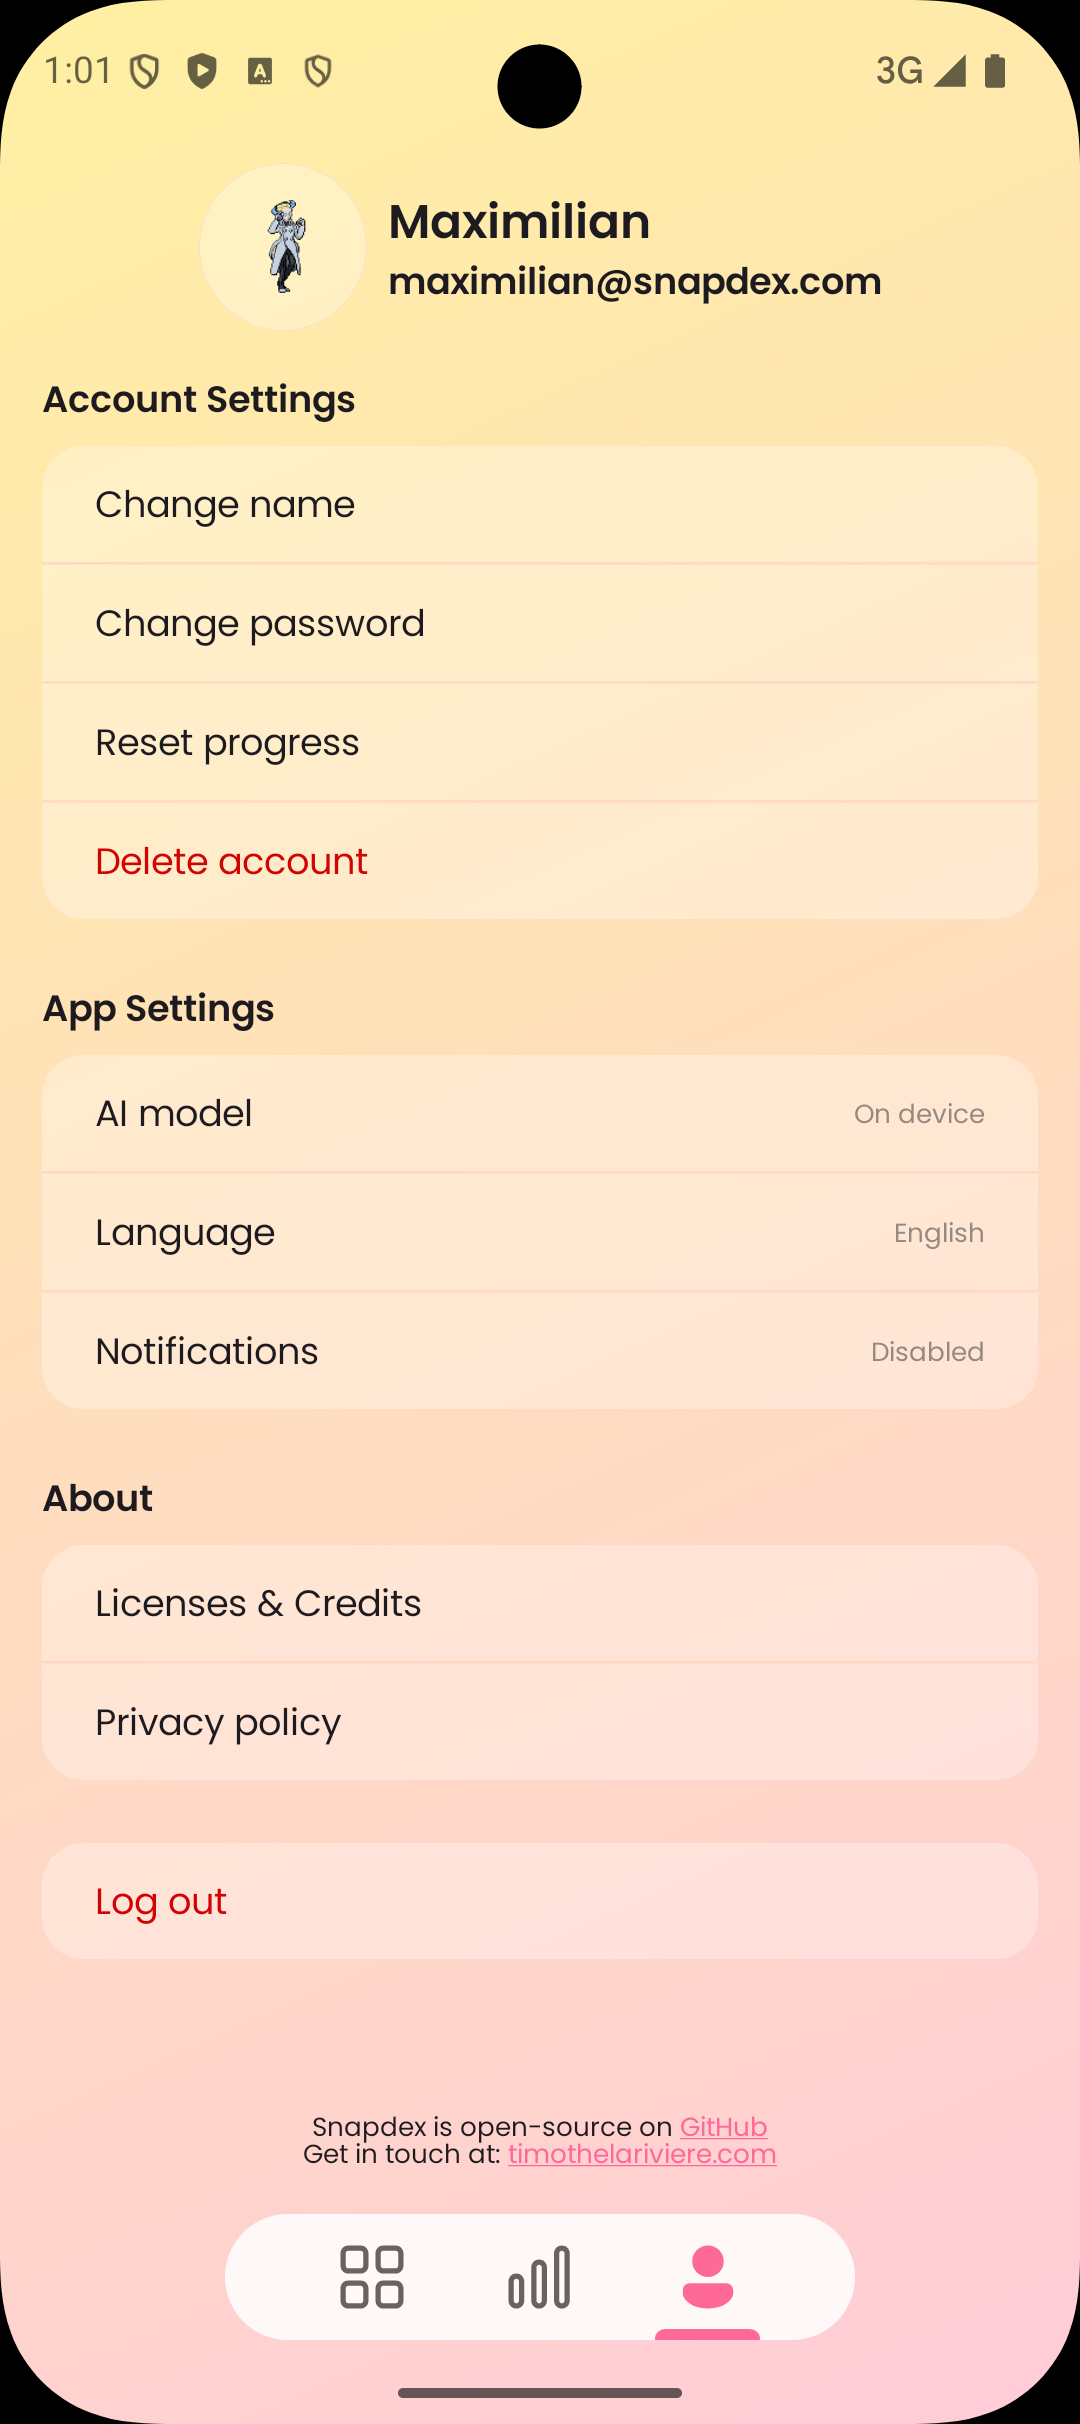 1:01
3G
Maximilian
maximilian@snapdex.com
Account Settings
Change name
Change password
Reset progress
Delete account
App Settings
AI model On device
Language English
Notifications Disabled
About
Licenses & Credits
Privacy policy
Log out
Snapdex is open-source on GitHub
Get in touch at: timothelariviere.com